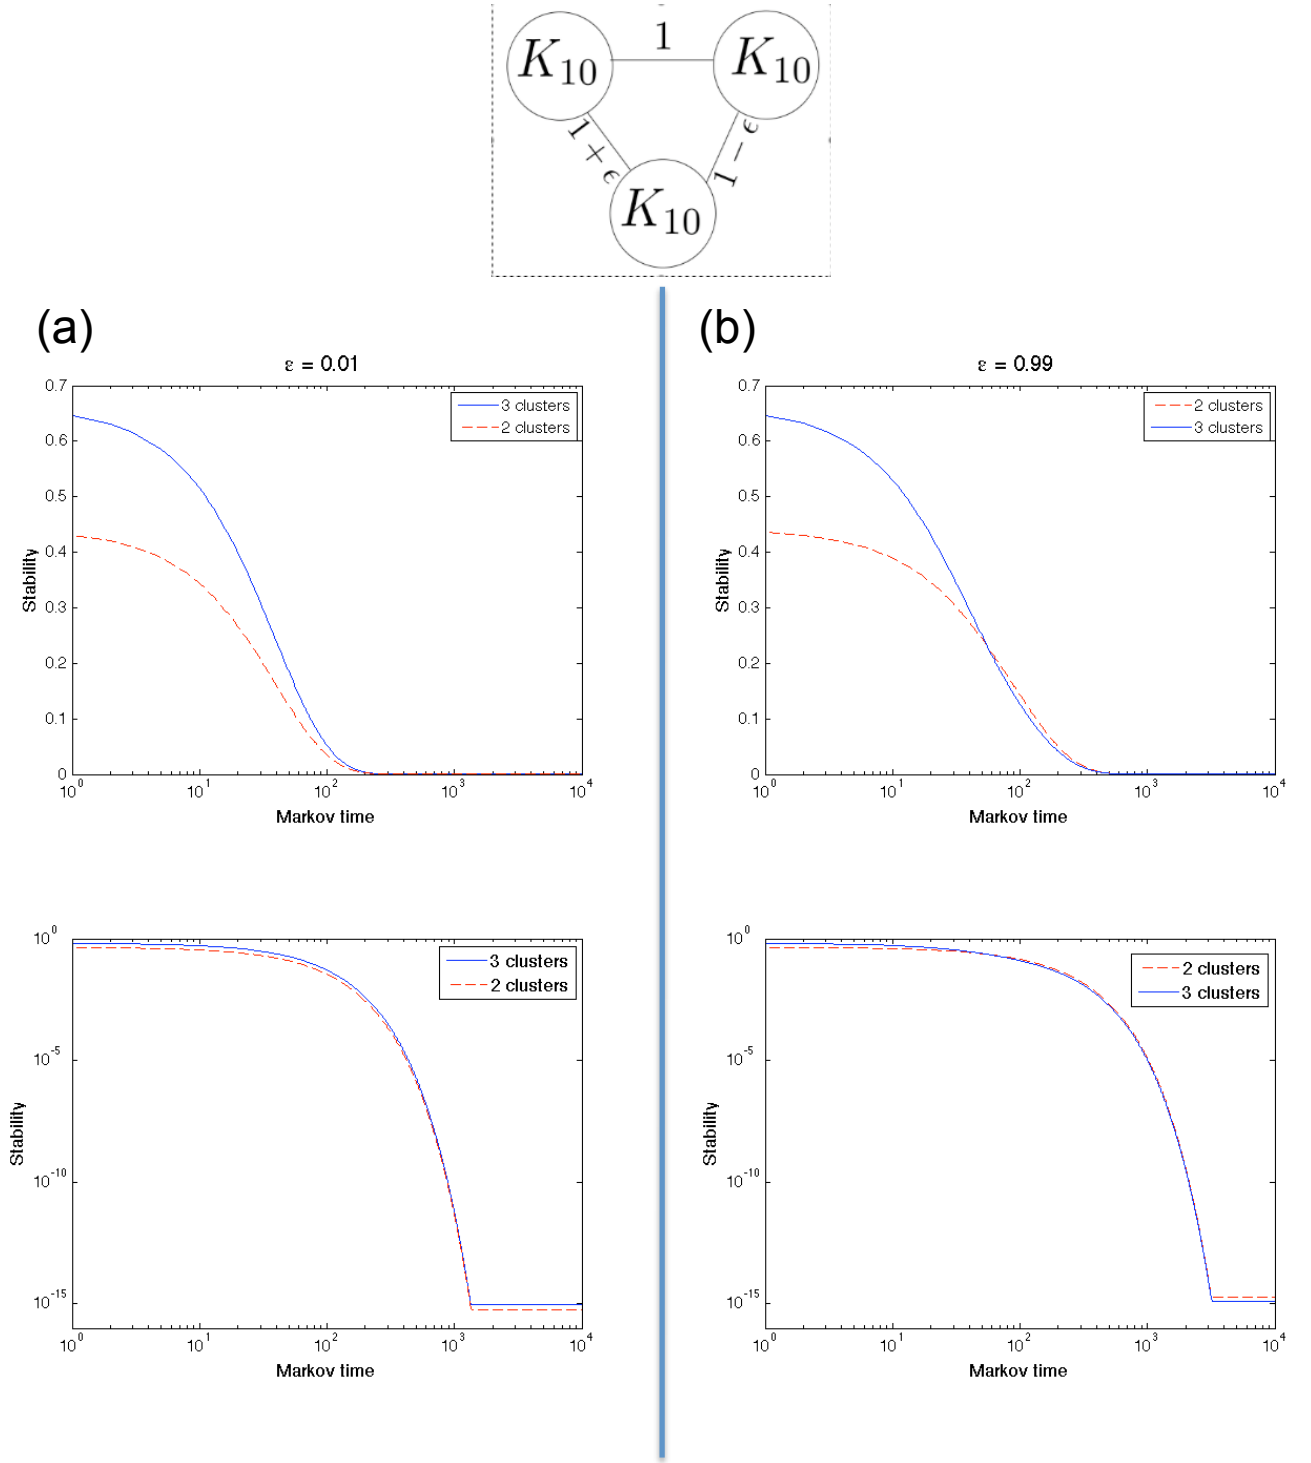 K10
1
K10
1 + ϵ
1 − ϵ
K10
(a)
(b)
ε = 0.01
ε = 0.99
0.7
0.6
0.5
0.4
0.3
0.2
0.1
0
Stability
3 clusters
2 clusters
10^0
10^1
10^2
10^3
10^4
Markov time
0.7
0.6
0.5
0.4
0.3
0.2
0.1
0
Stability
2 clusters
3 clusters
10^0
10^1
10^2
10^3
10^4
Markov time
10^0
10^-5
10^-10
10^-15
Stability
3 clusters
2 clusters
10^0
10^1
10^2
10^3
10^4
Markov time
10^0
10^-5
10^-10
10^-15
Stability
2 clusters
3 clusters
10^0
10^1
10^2
10^3
10^4
Markov time